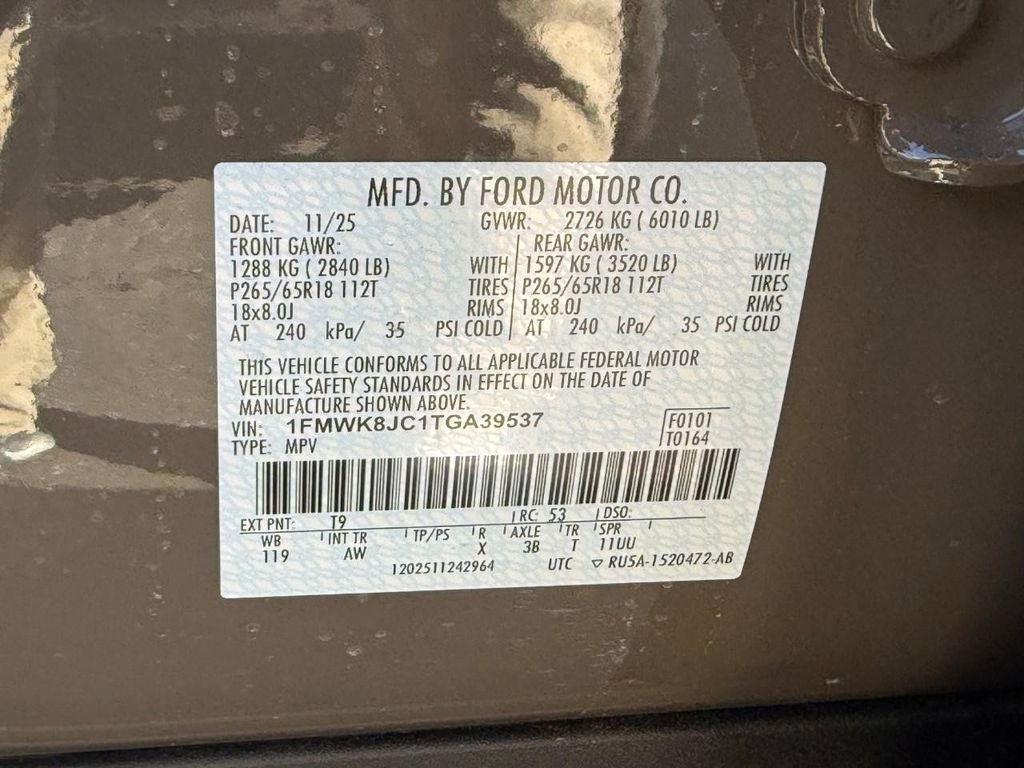 MFD. BY FORD MOTOR CO.
DATE: 11/25 GVWR: 2726 KG ( 6010 LB)
FRONT GAWR: REAR GAWR:
1288 KG ( 2840 LB) WITH 1597 KG ( 3520 LB) WITH
P265/65R18 112T TIRES P265/65R18 112T TIRES
18x8.0J RIMS 18x8.0J RIMS
AT 240 kPa/ 35 PSI COLD AT 240 kPa/ 35 PSI COLD
THIS VEHICLE CONFORMS TO ALL APPLICABLE FEDERAL MOTOR
VEHICLE SAFETY STANDARDS IN EFFECT ON THE DATE OF
MANUFACTURE SHOWN ABOVE.
VIN: 1FMWK8JC1TGA39537 F0101
TYPE: MPV T0164
EXT PNT: T9 RC: 53 DSO:
WB INT TR TP/PS R AXLE TR SPR
119 AW X 3B T 11UU
1202511242964 UTC ▽ RU5A-1520472-AB